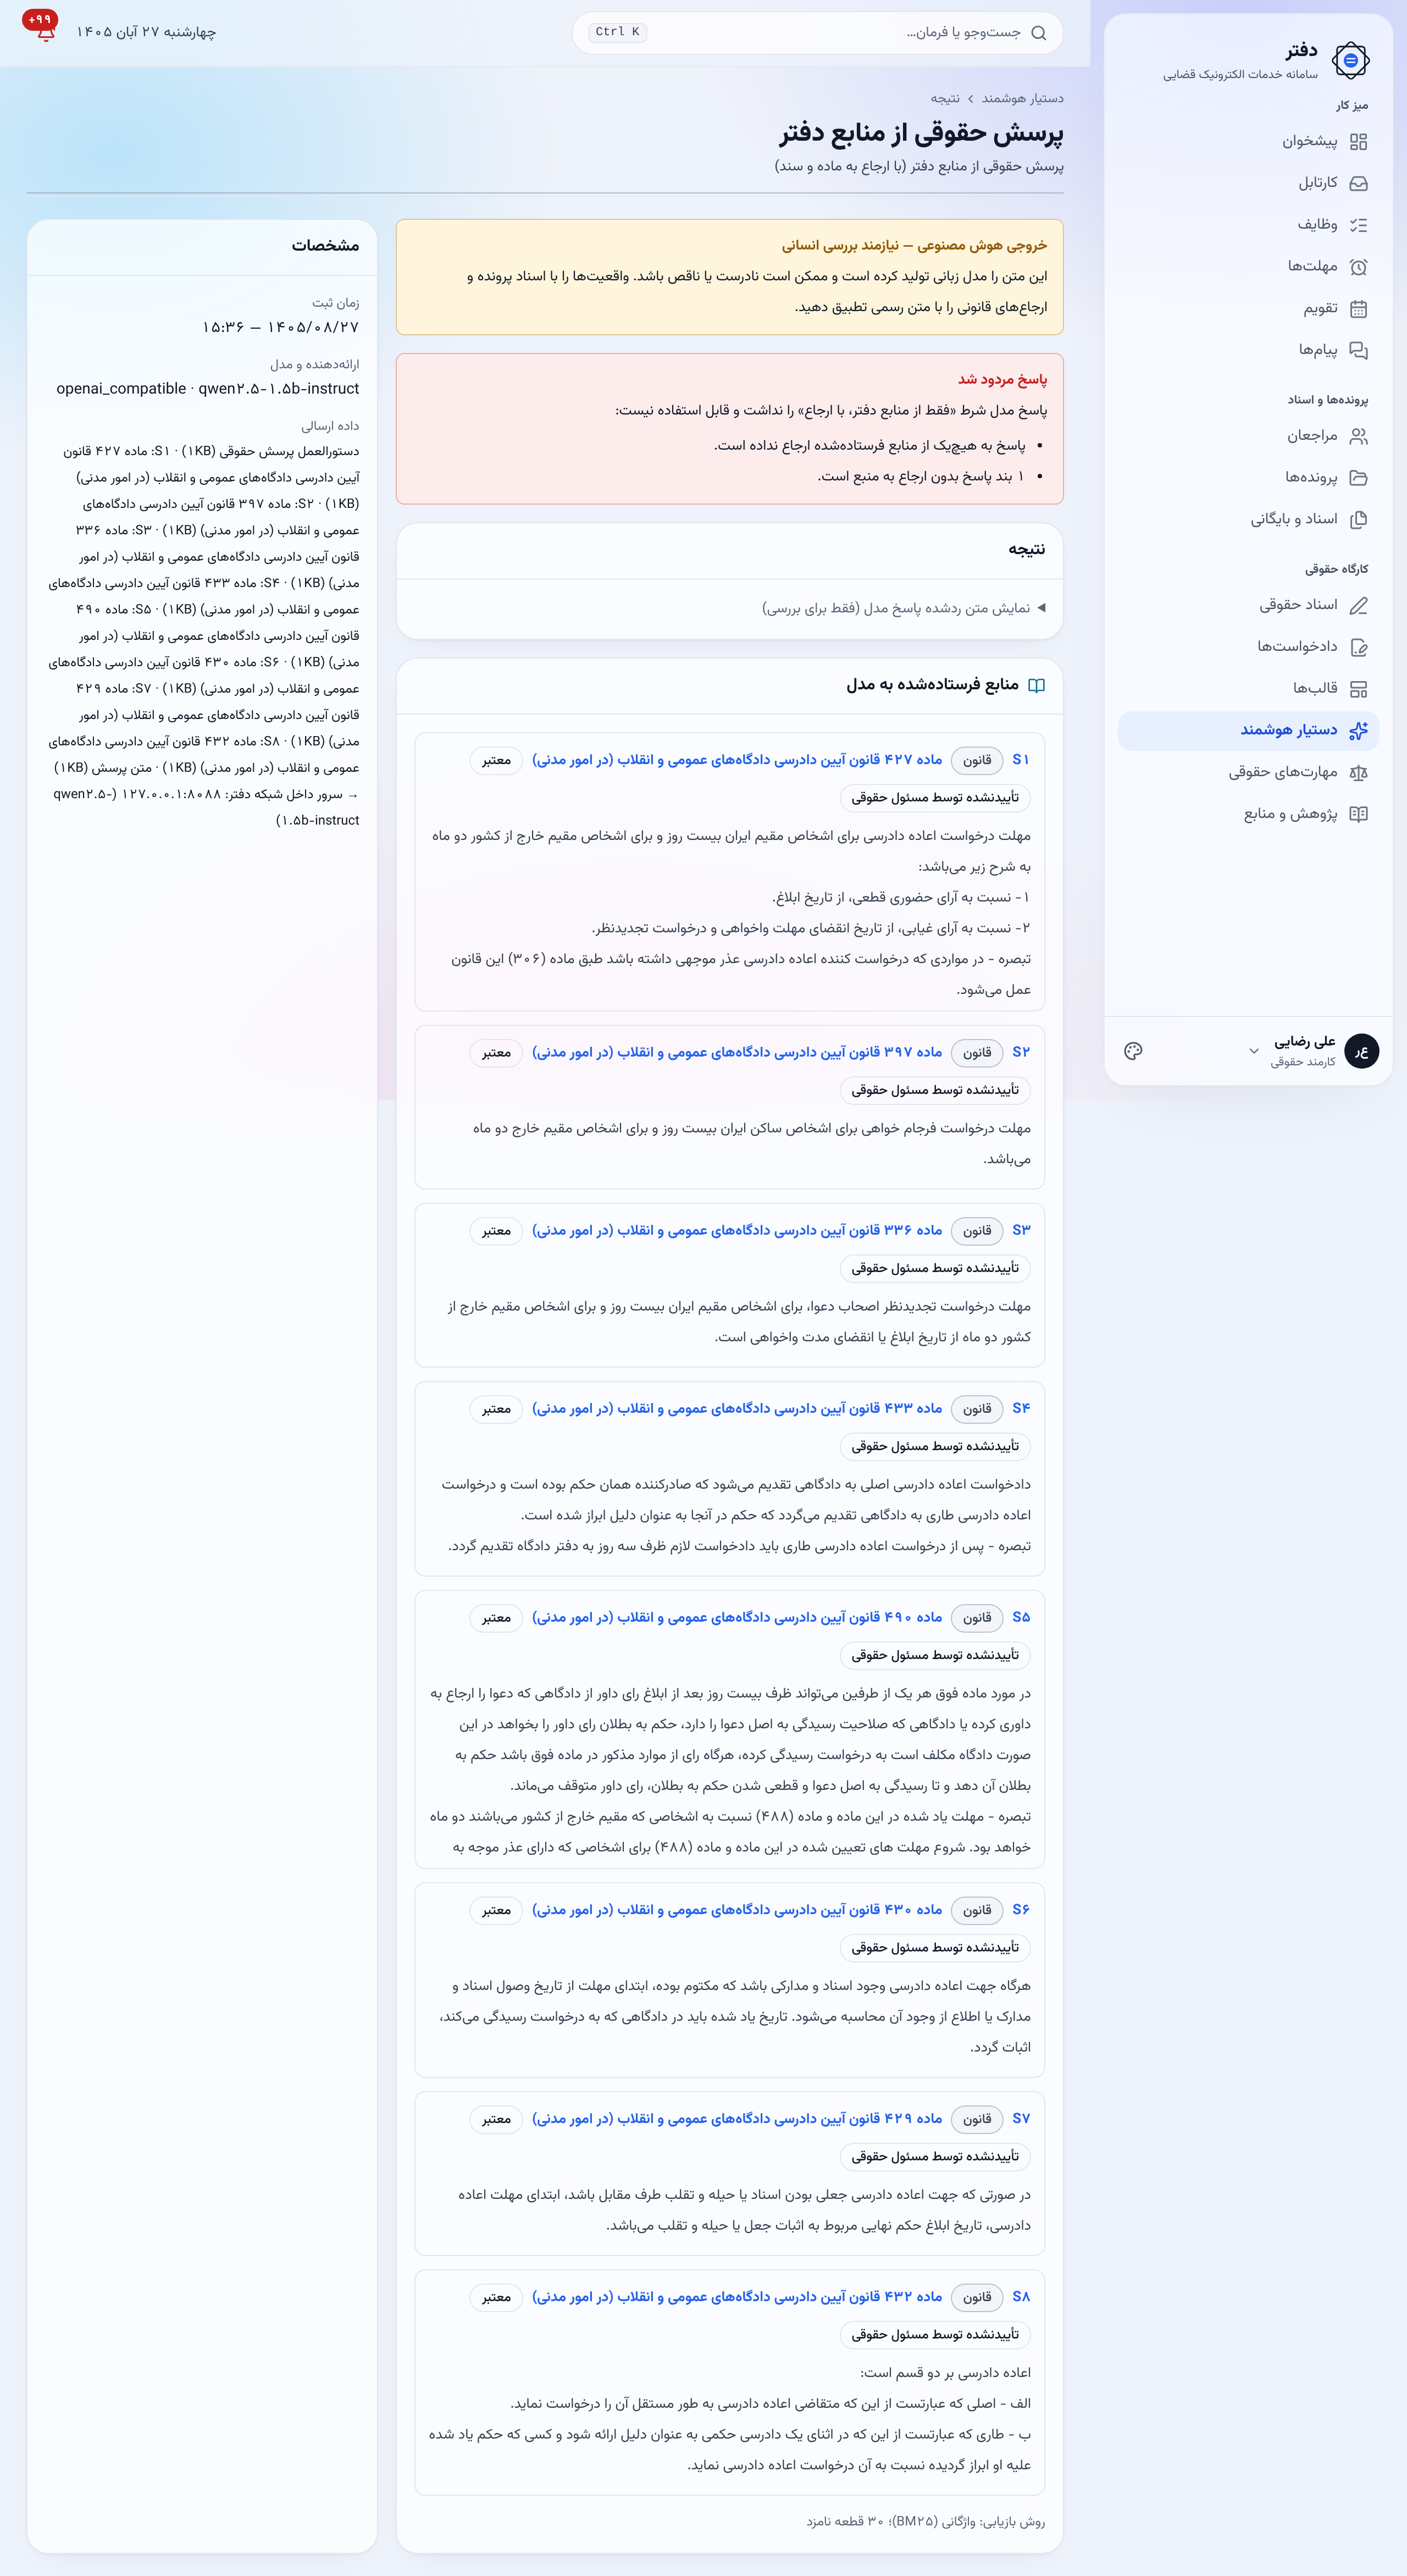 دفتر
سامانه خدمات الکترونیک قضایی
میز کار
پیشخوان
کارتابل
وظایف
مهلت‌ها
تقویم
پیام‌ها
پرونده‌ها و اسناد
مراجعان
پرونده‌ها
اسناد و بایگانی
کارگاه حقوقی
اسناد حقوقی
دادخواست‌ها
قالب‌ها
دستیار هوشمند
مهارت‌های حقوقی
پژوهش و منابع
ع‌ر
علی رضایی
کارمند حقوقی
جست‌وجو یا فرمان…
Ctrl K
چهارشنبه ۲۷ آبان ۱۴۰۵
۹۹+
دستیار هوشمند › نتیجه
پرسش حقوقی از منابع دفتر
پرسش حقوقی از منابع دفتر (با ارجاع به ماده و سند)
خروجی هوش مصنوعی — نیازمند بررسی انسانی
این متن را مدل زبانی تولید کرده است و ممکن است نادرست یا ناقص باشد. واقعیت‌ها را با اسناد پرونده و
ارجاع‌های قانونی را با متن رسمی تطبیق دهید.
پاسخ مردود شد
پاسخ مدل شرط «فقط از منابع دفتر، با ارجاع» را نداشت و قابل استفاده نیست:
• پاسخ به هیچ‌یک از منابع فرستاده‌شده ارجاع نداده است.
• ۱ بند پاسخ بدون ارجاع به منبع است.
نتیجه
◀ نمایش متن ردشده پاسخ مدل (فقط برای بررسی)
منابع فرستاده‌شده به مدل
S۱ قانون ماده ۴۲۷ قانون آیین دادرسی دادگاه‌های عمومی و انقلاب (در امور مدنی) معتبر
تأییدنشده توسط مسئول حقوقی
مهلت درخواست اعاده دادرسی برای اشخاص مقیم ایران بیست روز و برای اشخاص مقیم خارج از کشور دو ماه
به شرح زیر می‌باشد:
۱- نسبت به آرای حضوری قطعی، از تاریخ ابلاغ.
۲- نسبت به آرای غیابی، از تاریخ انقضای مهلت واخواهی و درخواست تجدیدنظر.
تبصره - در مواردی که درخواست کننده اعاده دادرسی عذر موجهی داشته باشد طبق ماده (۳۰۶) این قانون
عمل می‌شود.
S۲ قانون ماده ۳۹۷ قانون آیین دادرسی دادگاه‌های عمومی و انقلاب (در امور مدنی) معتبر
تأییدنشده توسط مسئول حقوقی
مهلت درخواست فرجام خواهی برای اشخاص ساکن ایران بیست روز و برای اشخاص مقیم خارج دو ماه
می‌باشد.
S۳ قانون ماده ۳۳۶ قانون آیین دادرسی دادگاه‌های عمومی و انقلاب (در امور مدنی) معتبر
تأییدنشده توسط مسئول حقوقی
مهلت درخواست تجدیدنظر اصحاب دعوا، برای اشخاص مقیم ایران بیست روز و برای اشخاص مقیم خارج از
کشور دو ماه از تاریخ ابلاغ یا انقضای مدت واخواهی است.
S۴ قانون ماده ۴۳۳ قانون آیین دادرسی دادگاه‌های عمومی و انقلاب (در امور مدنی) معتبر
تأییدنشده توسط مسئول حقوقی
دادخواست اعاده دادرسی اصلی به دادگاهی تقدیم می‌شود که صادرکننده همان حکم بوده است و درخواست
اعاده دادرسی طاری به دادگاهی تقدیم می‌گردد که حکم در آنجا به عنوان دلیل ابراز شده است.
تبصره - پس از درخواست اعاده دادرسی طاری باید دادخواست لازم ظرف سه روز به دفتر دادگاه تقدیم گردد.
S۵ قانون ماده ۴۹۰ قانون آیین دادرسی دادگاه‌های عمومی و انقلاب (در امور مدنی) معتبر
تأییدنشده توسط مسئول حقوقی
در مورد ماده فوق هر یک از طرفین می‌تواند ظرف بیست روز بعد از ابلاغ رای داور از دادگاهی که دعوا را ارجاع به
داوری کرده یا دادگاهی که صلاحیت رسیدگی به اصل دعوا را دارد، حکم به بطلان رای داور را بخواهد در این
صورت دادگاه مکلف است به درخواست رسیدگی کرده، هرگاه رای از موارد مذکور در ماده فوق باشد حکم به
بطلان آن دهد و تا رسیدگی به اصل دعوا و قطعی شدن حکم به بطلان، رای داور متوقف می‌ماند.
تبصره - مهلت یاد شده در این ماده و ماده (۴۸۸) نسبت به اشخاصی که مقیم خارج از کشور می‌باشند دو ماه
خواهد بود. شروع مهلت های تعیین شده در این ماده و ماده (۴۸۸) برای اشخاصی که دارای عذر موجه به
S۶ قانون ماده ۴۳۰ قانون آیین دادرسی دادگاه‌های عمومی و انقلاب (در امور مدنی) معتبر
تأییدنشده توسط مسئول حقوقی
هرگاه جهت اعاده دادرسی وجود اسناد و مدارکی باشد که مکتوم بوده، ابتدای مهلت از تاریخ وصول اسناد و
مدارک یا اطلاع از وجود آن محاسبه می‌شود. تاریخ یاد شده باید در دادگاهی که به درخواست رسیدگی می‌کند،
اثبات گردد.
S۷ قانون ماده ۴۲۹ قانون آیین دادرسی دادگاه‌های عمومی و انقلاب (در امور مدنی) معتبر
تأییدنشده توسط مسئول حقوقی
در صورتی که جهت اعاده دادرسی جعلی بودن اسناد یا حیله و تقلب طرف مقابل باشد، ابتدای مهلت اعاده
دادرسی، تاریخ ابلاغ حکم نهایی مربوط به اثبات جعل یا حیله و تقلب می‌باشد.
S۸ قانون ماده ۴۳۲ قانون آیین دادرسی دادگاه‌های عمومی و انقلاب (در امور مدنی) معتبر
تأییدنشده توسط مسئول حقوقی
اعاده دادرسی بر دو قسم است:
الف - اصلی که عبارتست از این که متقاضی اعاده دادرسی به طور مستقل آن را درخواست نماید.
ب - طاری که عبارتست از این که در اثنای یک دادرسی حکمی به عنوان دلیل ارائه شود و کسی که حکم یاد شده
علیه او ابراز گردیده نسبت به آن درخواست اعاده دادرسی نماید.
روش بازیابی: واژگانی (BM۲۵)؛ ۳۰ قطعه نامزد
مشخصات
زمان ثبت
۱۴۰۵/۰۸/۲۷ — ۱۵:۳۶
ارائه‌دهنده و مدل
openai_compatible · qwen۲.۵-۱.۵b-instruct
داده ارسالی
دستورالعمل پرسش حقوقی (۱KB) · S۱: ماده ۴۲۷ قانون
آیین دادرسی دادگاه‌های عمومی و انقلاب (در امور مدنی)
(۱KB) · S۲: ماده ۳۹۷ قانون آیین دادرسی دادگاه‌های
عمومی و انقلاب (در امور مدنی) (۱KB) · S۳: ماده ۳۳۶
قانون آیین دادرسی دادگاه‌های عمومی و انقلاب (در امور
مدنی) (۱KB) · S۴: ماده ۴۳۳ قانون آیین دادرسی دادگاه‌های
عمومی و انقلاب (در امور مدنی) (۱KB) · S۵: ماده ۴۹۰
قانون آیین دادرسی دادگاه‌های عمومی و انقلاب (در امور
مدنی) (۱KB) · S۶: ماده ۴۳۰ قانون آیین دادرسی دادگاه‌های
عمومی و انقلاب (در امور مدنی) (۱KB) · S۷: ماده ۴۲۹
قانون آیین دادرسی دادگاه‌های عمومی و انقلاب (در امور
مدنی) (۱KB) · S۸: ماده ۴۳۲ قانون آیین دادرسی دادگاه‌های
عمومی و انقلاب (در امور مدنی) (۱KB) · متن پرسش (۱KB)
→ سرور داخل شبکه دفتر: ۱۲۷.۰.۰.۱:۸۰۸۸ (qwen۲.۵-
۱.۵b-instruct)